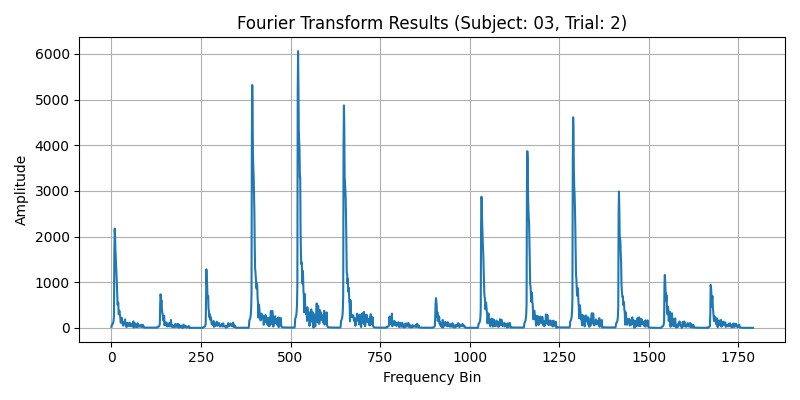 Fourier Transform Results (Subject: 03, Trial: 2)
6000
5000
4000
3000
2000
1000
0
Amplitude
0 250 500 750 1000 1250 1500 1750
Frequency Bin